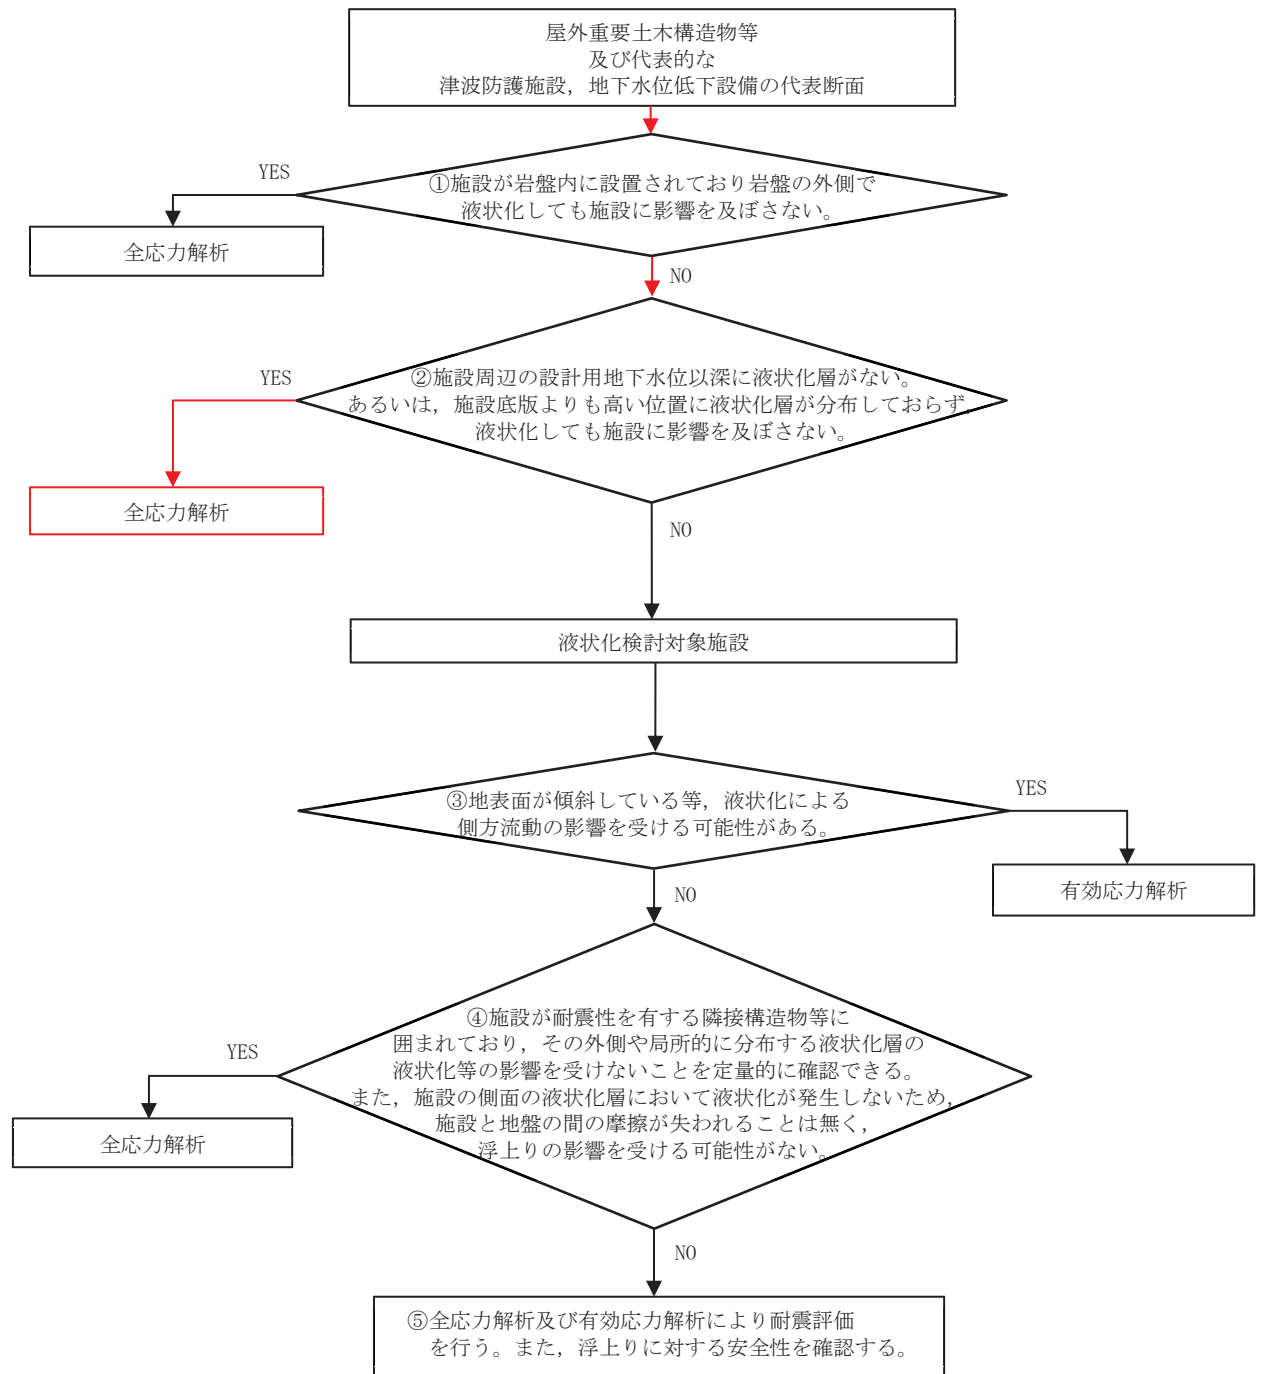 屋外重要土木構造物等
及び代表的な
津波防護施設，地下水位低下設備の代表断面
YES
①施設が岩盤内に設置されており岩盤の外側で
液状化しても施設に影響を及ぼさない。
全応力解析
NO
YES
②施設周辺の設計用地下水位以深に液状化層がない。
あるいは，施設底版よりも高い位置に液状化層が分布しておらず，
液状化しても施設に影響を及ぼさない。
全応力解析
NO
液状化検討対象施設
YES
③地表面が傾斜している等，液状化による
側方流動の影響を受ける可能性がある。
有効応力解析
NO
YES
④施設が耐震性を有する隣接構造物等に
囲まれており，その外側や局所的に分布する液状化層の
液状化等の影響を受けないことを定量的に確認できる。
また，施設の側面の液状化層において液状化が発生しないため，
施設と地盤の間の摩擦が失われることは無く，
浮上りの影響を受ける可能性がない。
全応力解析
NO
⑤全応力解析及び有効応力解析により耐震評価
を行う。また，浮上りに対する安全性を確認する。